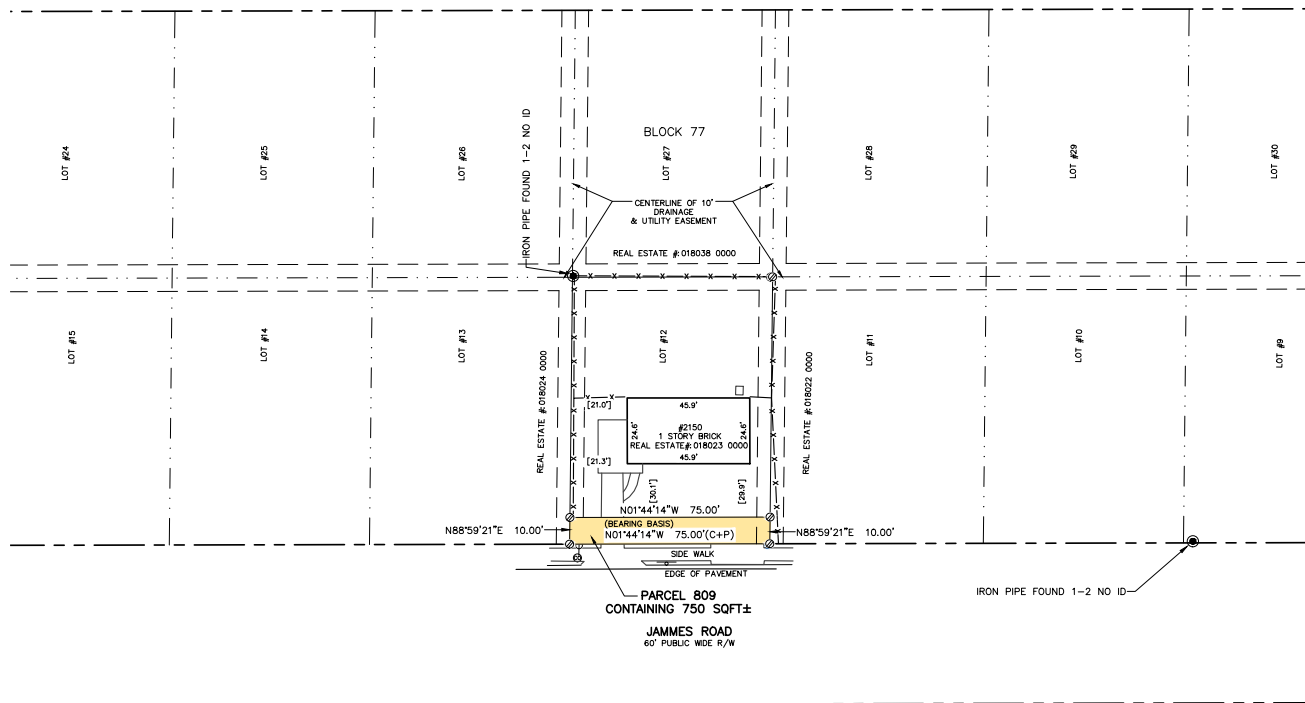 BLOCK 77
LOT #24
LOT #25
LOT #26
IRON PIPE FOUND 1-2 NO ID
LOT #27
LOT #28
LOT #29
LOT #30
CENTERLINE OF 10'
DRAINAGE
& UTILITY EASEMENT
REAL ESTATE #:018038 0000
LOT #15
LOT #14
LOT #13
LOT #12
LOT #11
LOT #10
LOT #9
REAL ESTATE #:018024 0000
REAL ESTATE #:018022 0000
[21.0']
45.9'
24.6'
#2150
1 STORY BRICK
REAL ESTATE#:018023 0000
24.6'
45.9'
[21.3']
[30.1']
[29.9']
N01°44'14"W 75.00'
(BEARING BASIS)
N01°44'14"W 75.00'(C+P)
N88°59'21"E 10.00'
N88°59'21"E 10.00'
SIDE WALK
EDGE OF PAVEMENT
PARCEL 809
CONTAINING 750 SQFT±
JAMMES ROAD
60' PUBLIC WIDE R/W
IRON PIPE FOUND 1-2 NO ID